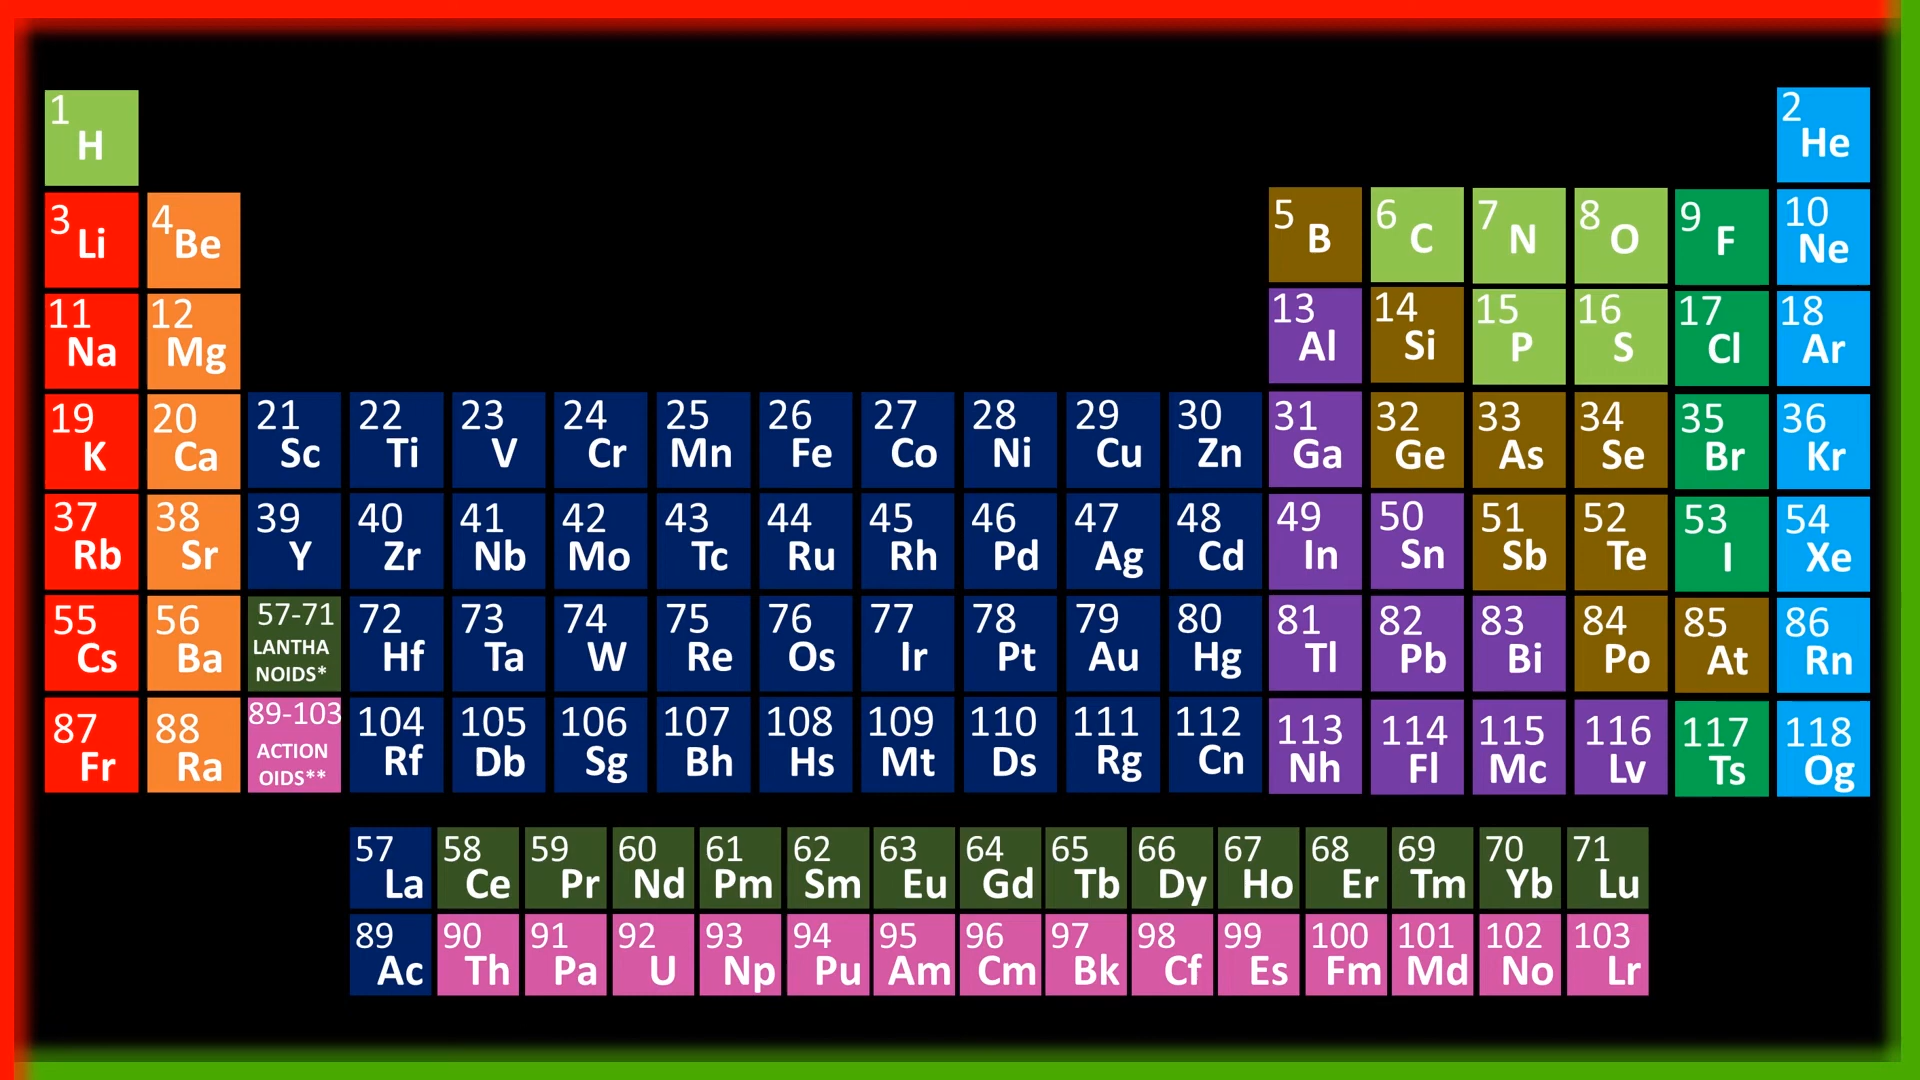 1 H
2 He
3 Li
4 Be
5 B
6 C
7 N
8 O
9 F
10 Ne
11 Na
12 Mg
13 Al
14 Si
15 P
16 S
17 Cl
18 Ar
19 K
20 Ca
21 Sc
22 Ti
23 V
24 Cr
25 Mn
26 Fe
27 Co
28 Ni
29 Cu
30 Zn
31 Ga
32 Ge
33 As
34 Se
35 Br
36 Kr
37 Rb
38 Sr
39 Y
40 Zr
41 Nb
42 Mo
43 Tc
44 Ru
45 Rh
46 Pd
47 Ag
48 Cd
49 In
50 Sn
51 Sb
52 Te
53 I
54 Xe
55 Cs
56 Ba
57-71
LANTHA
NOIDS*
72 Hf
73 Ta
74 W
75 Re
76 Os
77 Ir
78 Pt
79 Au
80 Hg
81 Tl
82 Pb
83 Bi
84 Po
85 At
86 Rn
87 Fr
88 Ra
89-103
ACTION
OIDS**
104 Rf
105 Db
106 Sg
107 Bh
108 Hs
109 Mt
110 Ds
111 Rg
112 Cn
113 Nh
114 Fl
115 Mc
116 Lv
117 Ts
118 Og
57 La
58 Ce
59 Pr
60 Nd
61 Pm
62 Sm
63 Eu
64 Gd
65 Tb
66 Dy
67 Ho
68 Er
69 Tm
70 Yb
71 Lu
89 Ac
90 Th
91 Pa
92 U
93 Np
94 Pu
95 Am
96 Cm
97 Bk
98 Cf
99 Es
100 Fm
101 Md
102 No
103 Lr